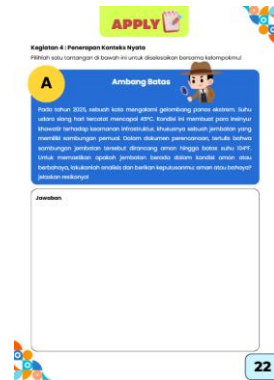 APPLY
Kegiatan 4 : Penerapan Konteks Nyata
Pilihlah satu tantangan di bawah ini untuk diselesaikan bersama kelompokmu!
A
Ambang Batas
Pada tahun 2025, sebuah kota mengalami gelombang panas ekstrem. Suhu
udara siang hari tercatat mencapai 45°C. Kondisi ini membuat para insinyur
khawatir terhadap keamanan infrastruktur, khususnya sebuah jembatan yang
memiliki sambungan pemuai. Dalam dokumen perencanaan, tertulis bahwa
sambungan jembatan tersebut dirancang aman hingga batas suhu 104°F.
Untuk memastikan apakah jembatan berada dalam kondisi aman atau
berbahaya, lakukanlah analisis dan berikan keputusanmu: aman atau bahaya?
jelaskan resikonya!
Jawaban
22